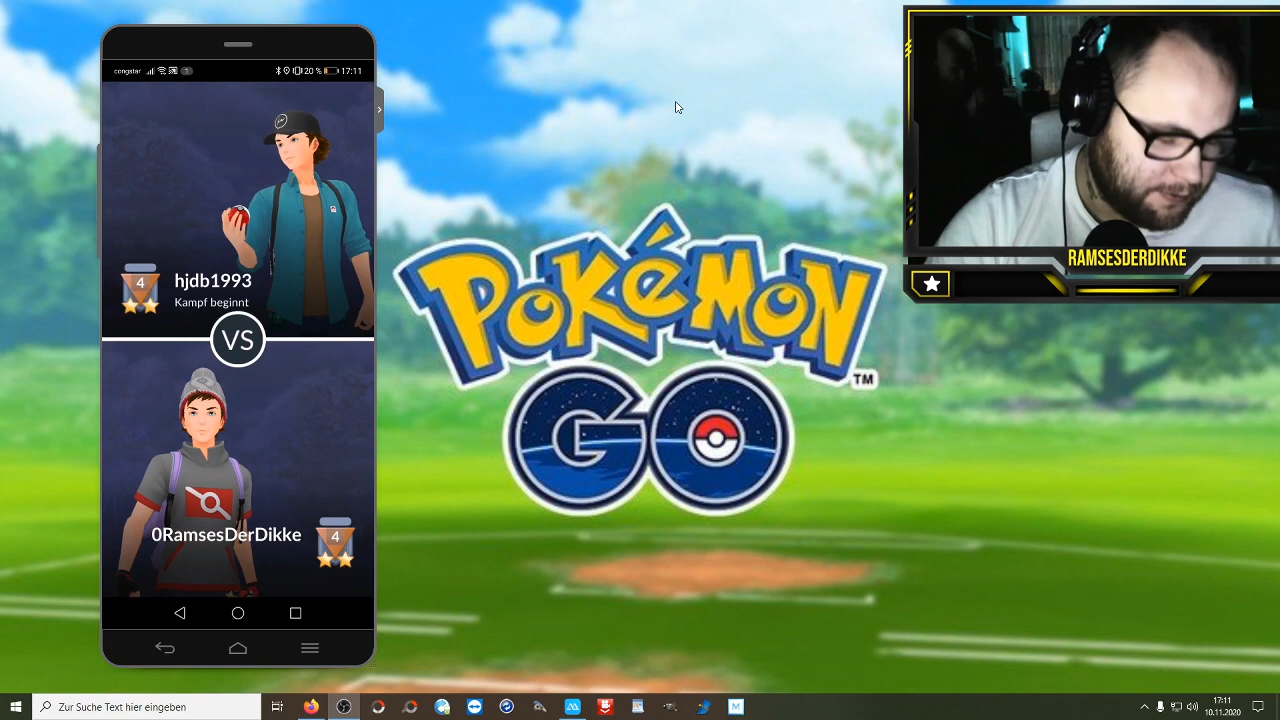 congstar 1 20 % 17:11
4
hjdb1993
Kampf beginnt
VS
0RamsesDerDikke
4
POKéMON
TM
GO
RAMSESDERDIKKE
Zur Suche Text hier eingeben
M
17:11
10.11.2020